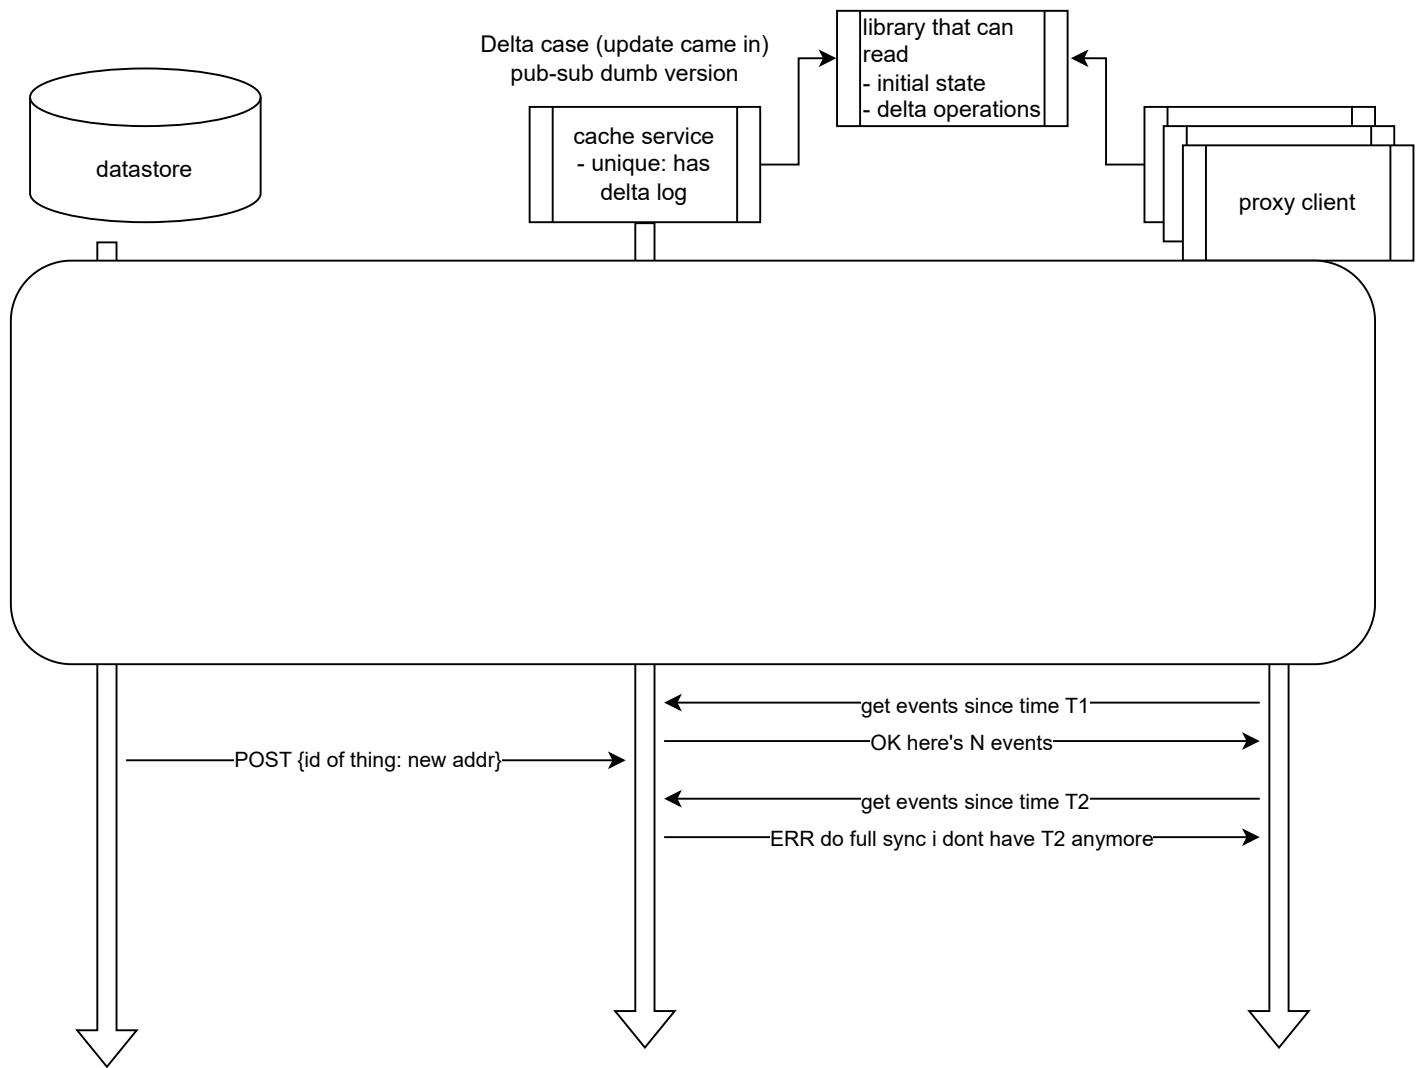 Delta case (update came in)
pub-sub dumb version
library that can
read
- initial state
- delta operations
datastore
cache service
- unique: has
delta log
proxy client
get events since time T1
OK here's N events
POST {id of thing: new addr}
get events since time T2
ERR do full sync i dont have T2 anymore